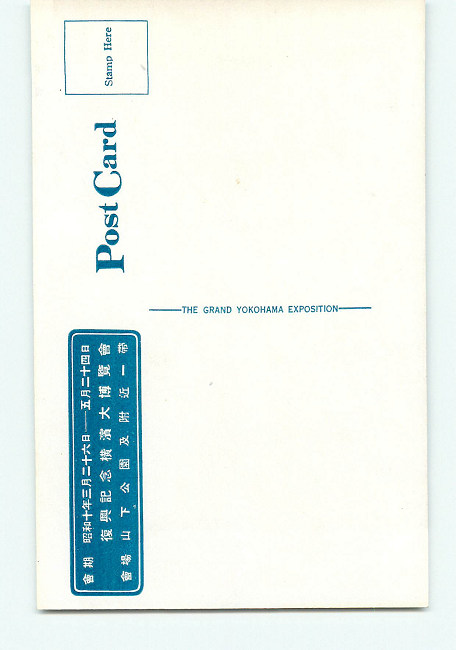 Stamp Here
Post Card
THE GRAND YOKOHAMA EXPOSITION
會期 昭和十年三月二十六日――五月二十四日
復興記念横濱大博覽會
會場 山下公園及附近一帶